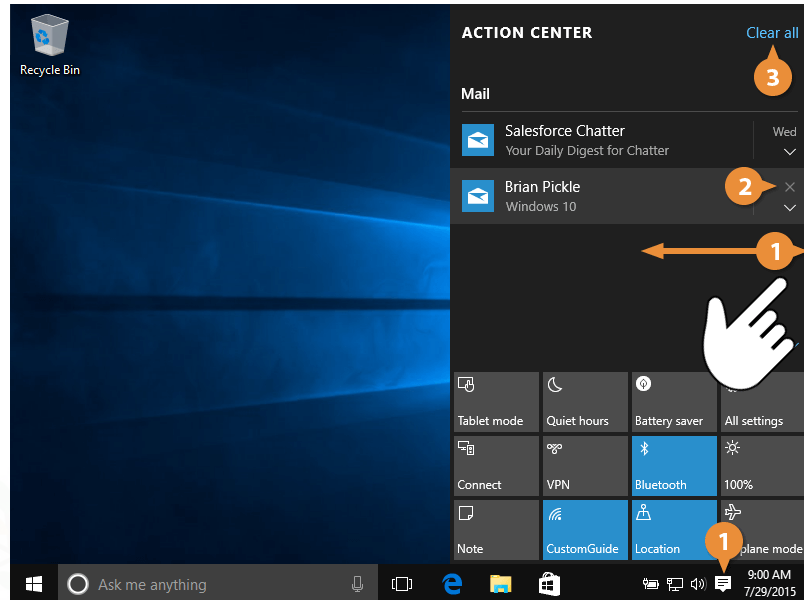 Recycle Bin
ACTION CENTER
Clear all
3
Mail
Salesforce Chatter
Wed
Your Daily Digest for Chatter
Brian Pickle
2
Windows 10
1
Tablet mode
Quiet hours
Battery saver
All settings
Connect
VPN
Bluetooth
100%
Note
CustomGuide
Location
plane mode
1
Ask me anything
9:00 AM
7/29/2015